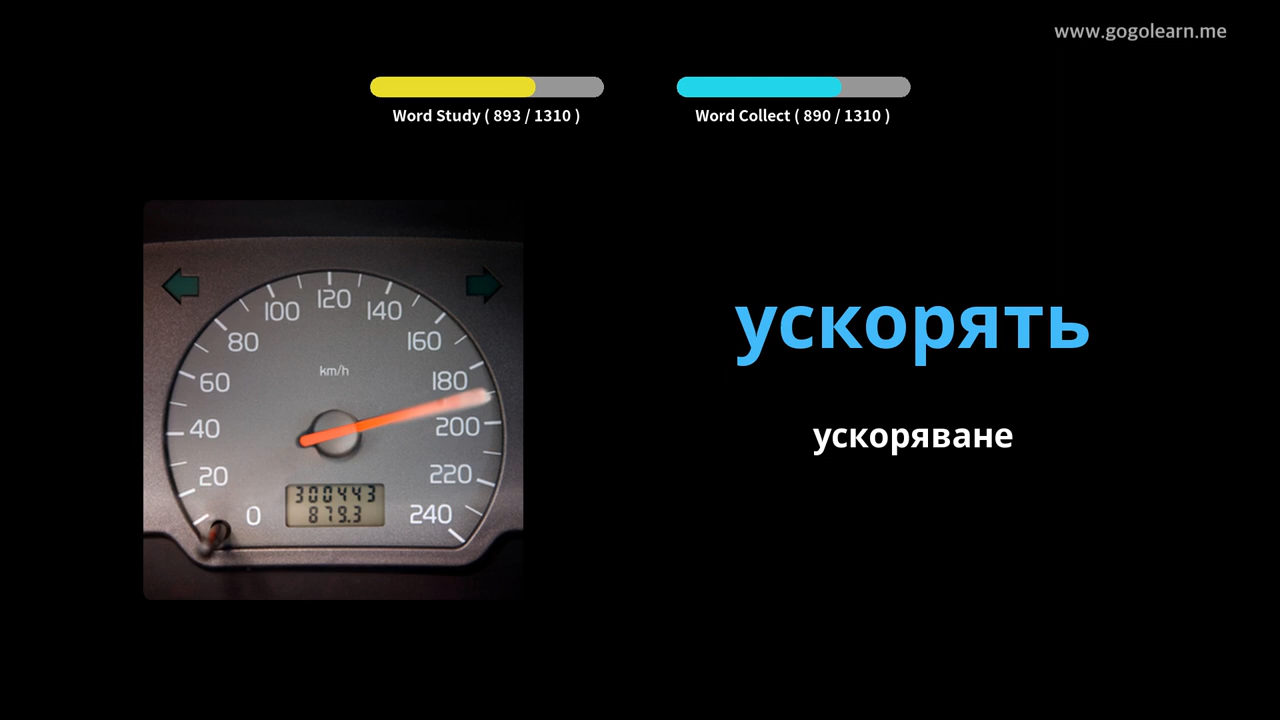 www.gogolearn.me
Word Study ( 893 / 1310 )
Word Collect ( 890 / 1310 )
ускорять
ускоряване
0
20
40
60
80
100
120
140
160
180
200
220
240
km/h
300443
879.3